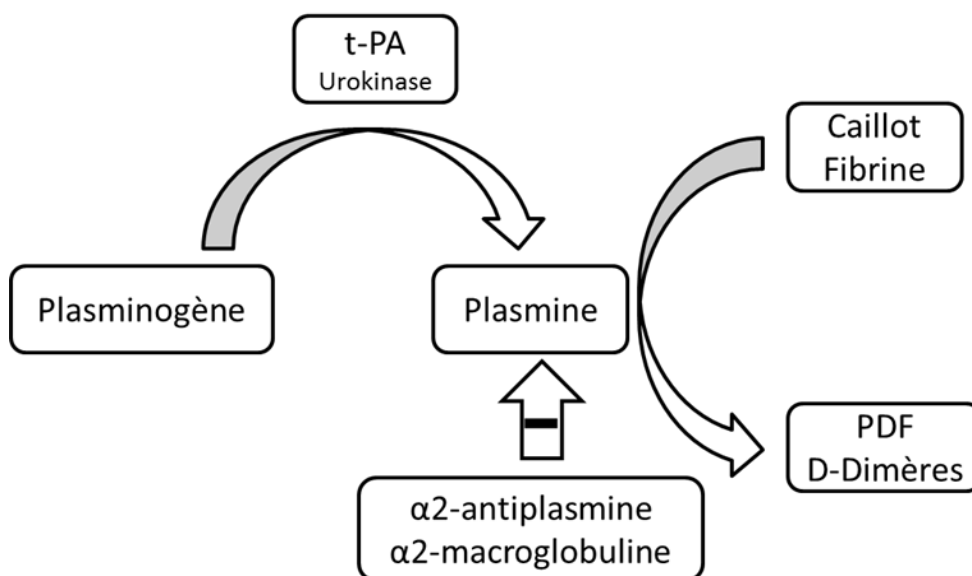 t-PA
Urokinase
Caillot
Fibrine
Plasminogène
Plasmine
PDF
D-Dimères
α2-antiplasmine
α2-macroglobuline